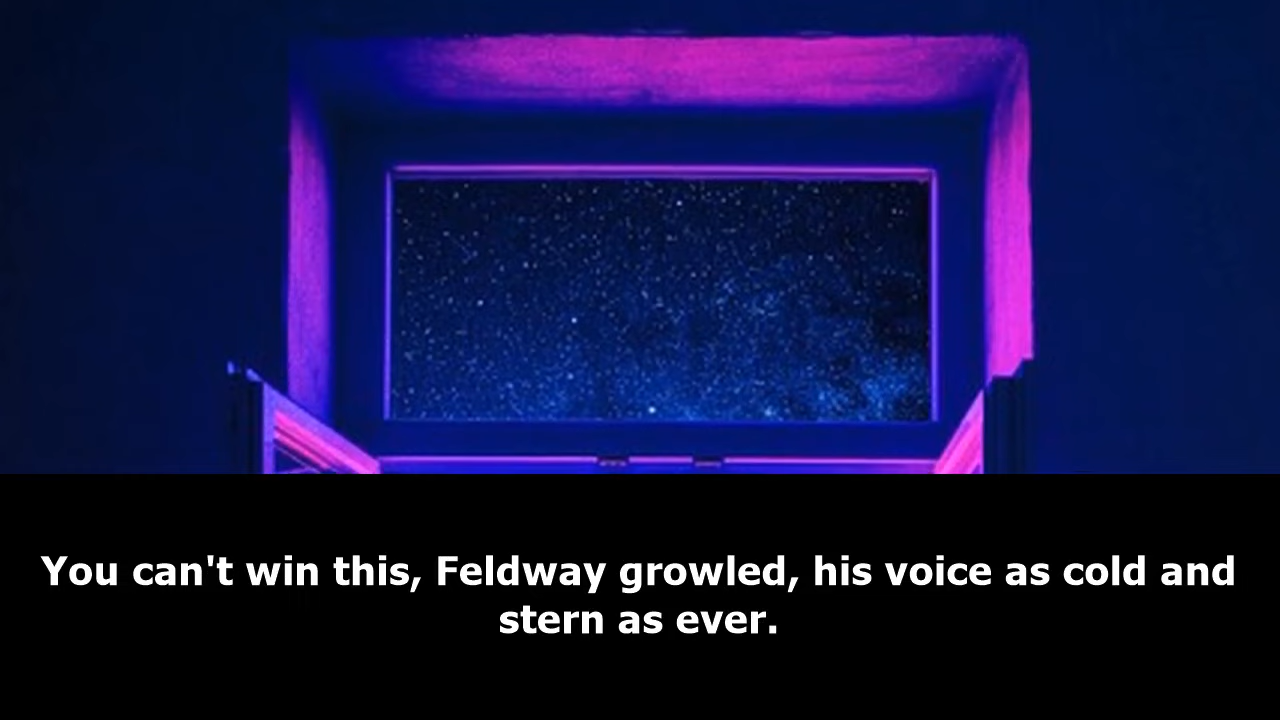 You can't win this, Feldway growled, his voice as cold and
stern as ever.